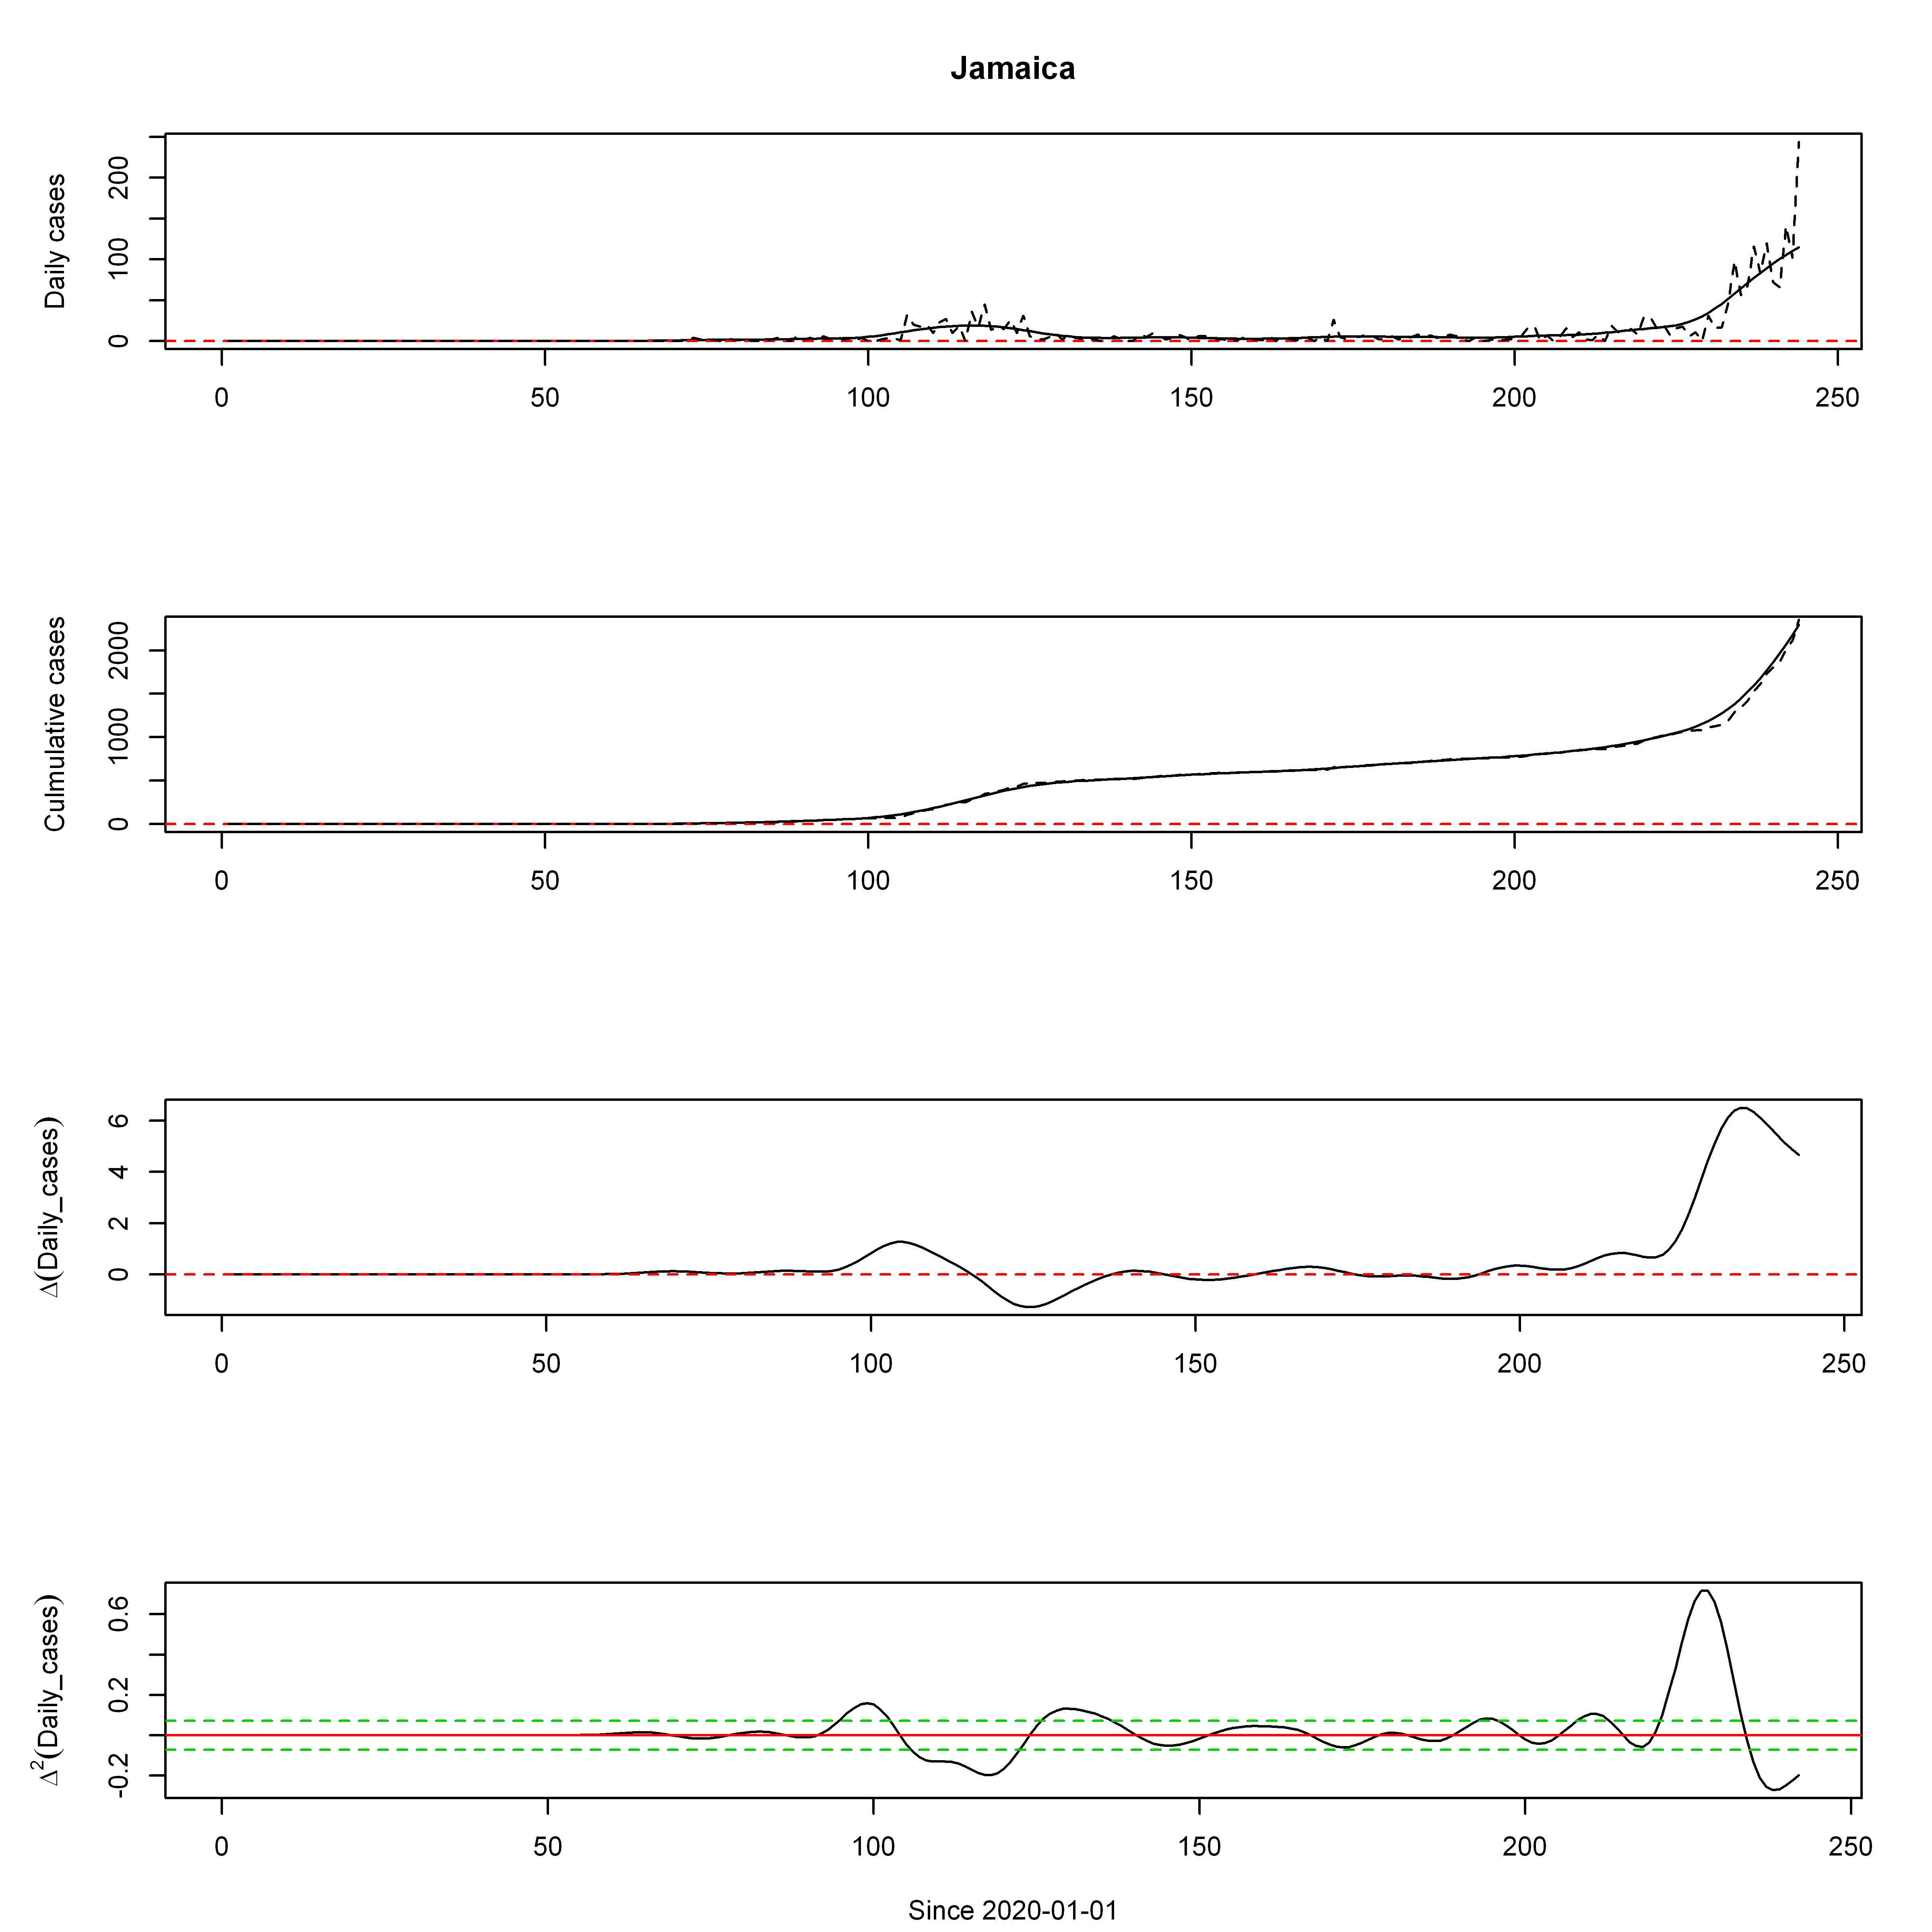 Jamaica
Daily cases
0 100 200
0 50 100 150 200 250
Culmulative cases
0 1000 2000
0 50 100 150 200 250
Δ(Daily_cases)
0 2 4 6
0 50 100 150 200 250
Δ²(Daily_cases)
-0.2 0.2 0.6
0 50 100 150 200 250
Since 2020-01-01